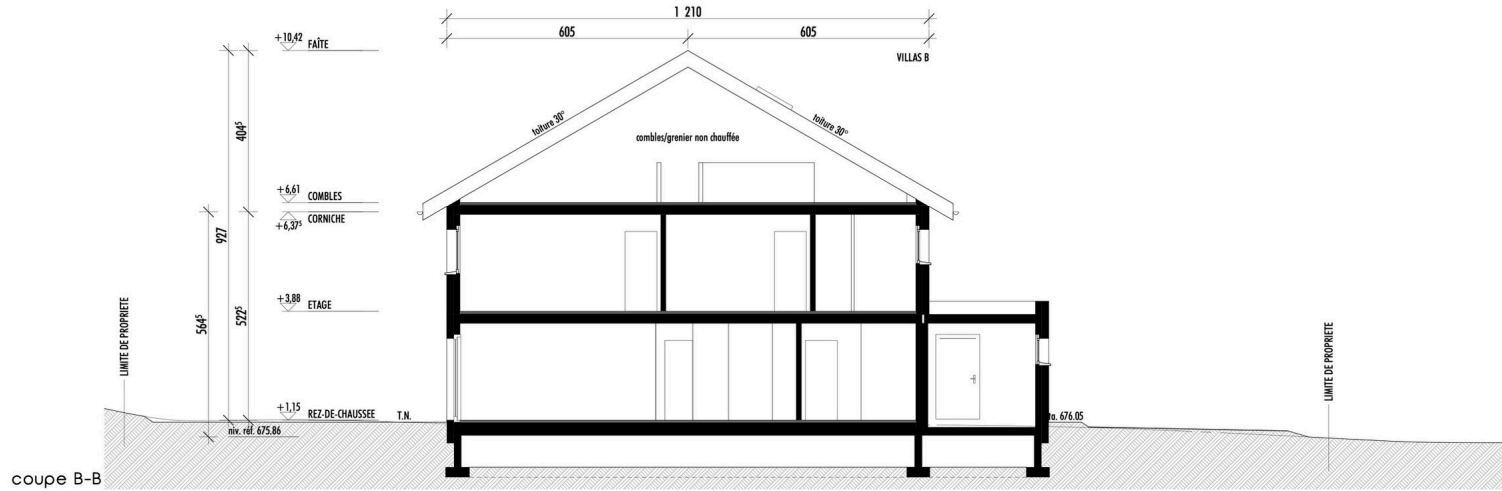 1 210
605
605
+10,42
FAÎTE
VILLAS B
toiture 30°
toiture 30°
404⁵
combles/grenier non chauffée
+6,61
COMBLES
CORNICHE
+6,37⁵
927
+3,88
ETAGE
564⁵
522⁵
LIMITE DE PROPRIETE
LIMITE DE PROPRIETE
+1,15
REZ-DE-CHAUSSEE
T.N.
ta. 676.05
niv. réf. 675.86
coupe B-B